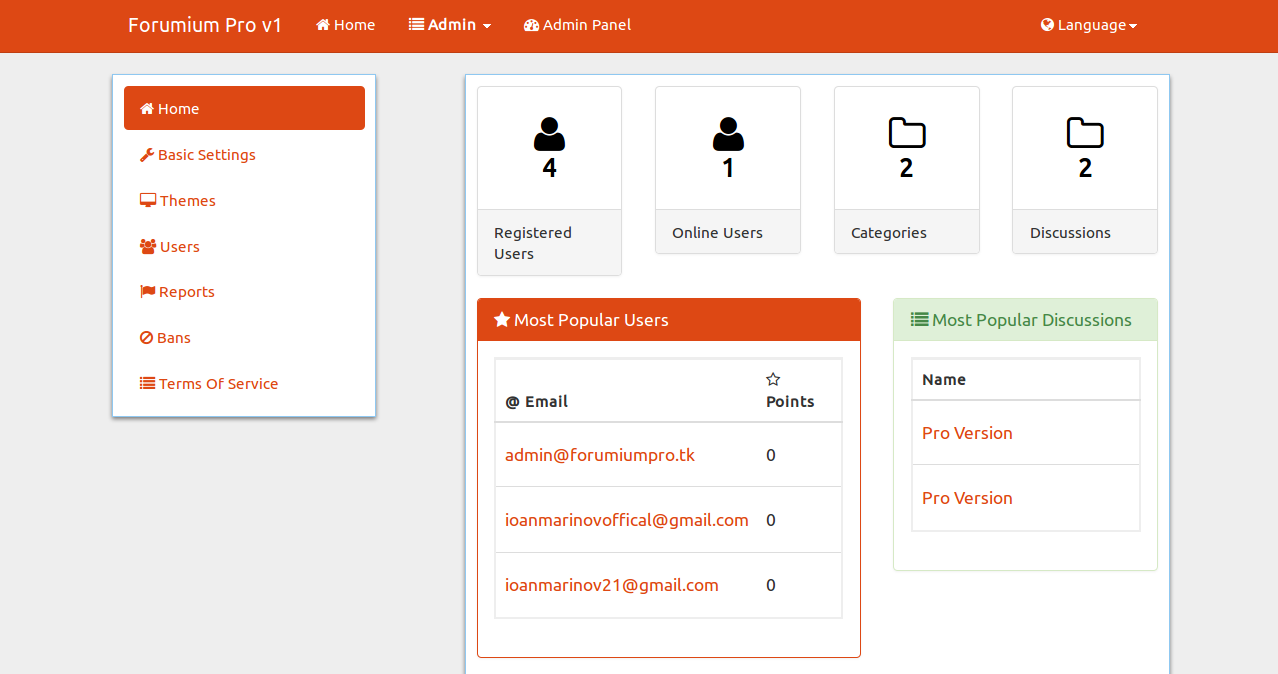 Forumium Pro v1 Home Admin Admin Panel Language
Home
Basic Settings
Themes
Users
Reports
Bans
Terms Of Service
4
Registered
Users
1
Online Users
2
Categories
2
Discussions
Most Popular Users
@ Email Points
admin@forumiumpro.tk 0
ioanmarinovoffical@gmail.com 0
ioanmarinov21@gmail.com 0
Most Popular Discussions
Name
Pro Version
Pro Version